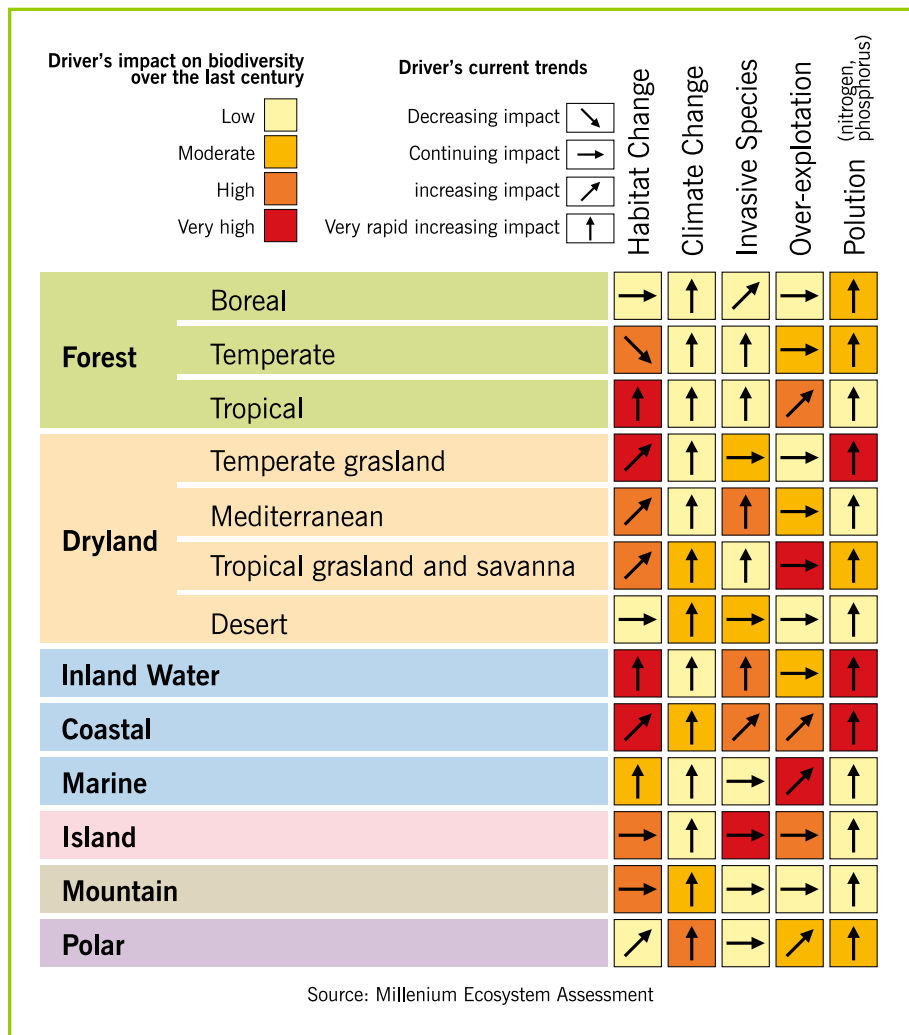 Driver's impact on biodiversity
over the last century
Low
Moderate
High
Very high
Driver's current trends
Decreasing impact
Continuing impact
increasing impact
Very rapid increasing impact
Habitat Change
Climate Change
Invasive Species
Over-explotation
Polution
(nitrogen,
phosphorus)
Forest
Boreal
Temperate
Tropical
Dryland
Temperate grasland
Mediterranean
Tropical grasland and savanna
Desert
Inland Water
Coastal
Marine
Island
Mountain
Polar
Source: Millenium Ecosystem Assessment